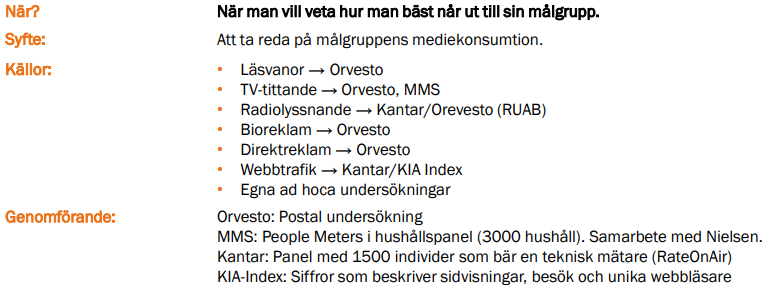 När? När man vill veta hur man bäst når ut till sin målgrupp.
Syfte: Att ta reda på målgruppens mediekonsumtion.
Källor: • Läsvanor → Orvesto
• TV-tittande → Orvesto, MMS
• Radiolyssnande → Kantar/Orevesto (RUAB)
• Bioreklam → Orvesto
• Direktreklam → Orvesto
• Webbtrafik → Kantar/KIA Index
• Egna ad hoca undersökningar
Genomförande: Orvesto: Postal undersökning
MMS: People Meters i hushållspanel (3000 hushåll). Samarbete med Nielsen.
Kantar: Panel med 1500 individer som bär en teknisk mätare (RateOnAir)
KIA-Index: Siffror som beskriver sidvisningar, besök och unika webbläsare